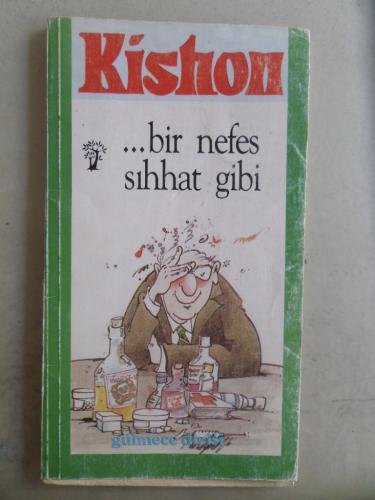 Kishon
...bir nefes
sıhhat gibi
gülmece dizisi